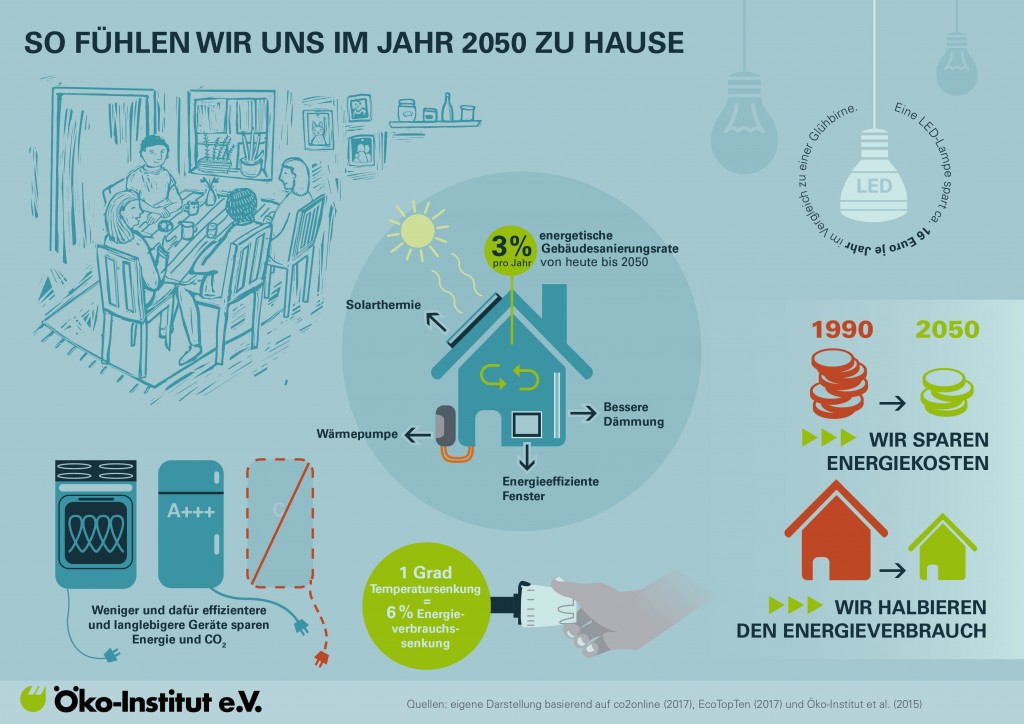 SO FÜHLEN WIR UNS IM JAHR 2050 ZU HAUSE
Eine LED-Lampe spart ca. 16 Euro je Jahr im Vergleich zu einer Glühbirne.
LED
3%
pro Jahr
energetische
Gebäudesanierungsrate
von heute bis 2050
Solarthermie
Wärmepumpe
Bessere
Dämmung
Energieeffiziente
Fenster
1990
2050
WIR SPAREN
ENERGIEKOSTEN
WIR HALBIEREN
DEN ENERGIEVERBRAUCH
A+++
C
Weniger und dafür effizientere
und langlebigere Geräte sparen
Energie und CO₂
1 Grad
Temperatursenkung
=
6 % Energie-
verbrauchs-
senkung
Öko-Institut e.V.
Quellen: eigene Darstellung basierend auf co2online (2017), EcoTopTen (2017) und Öko-Institut et al. (2015)